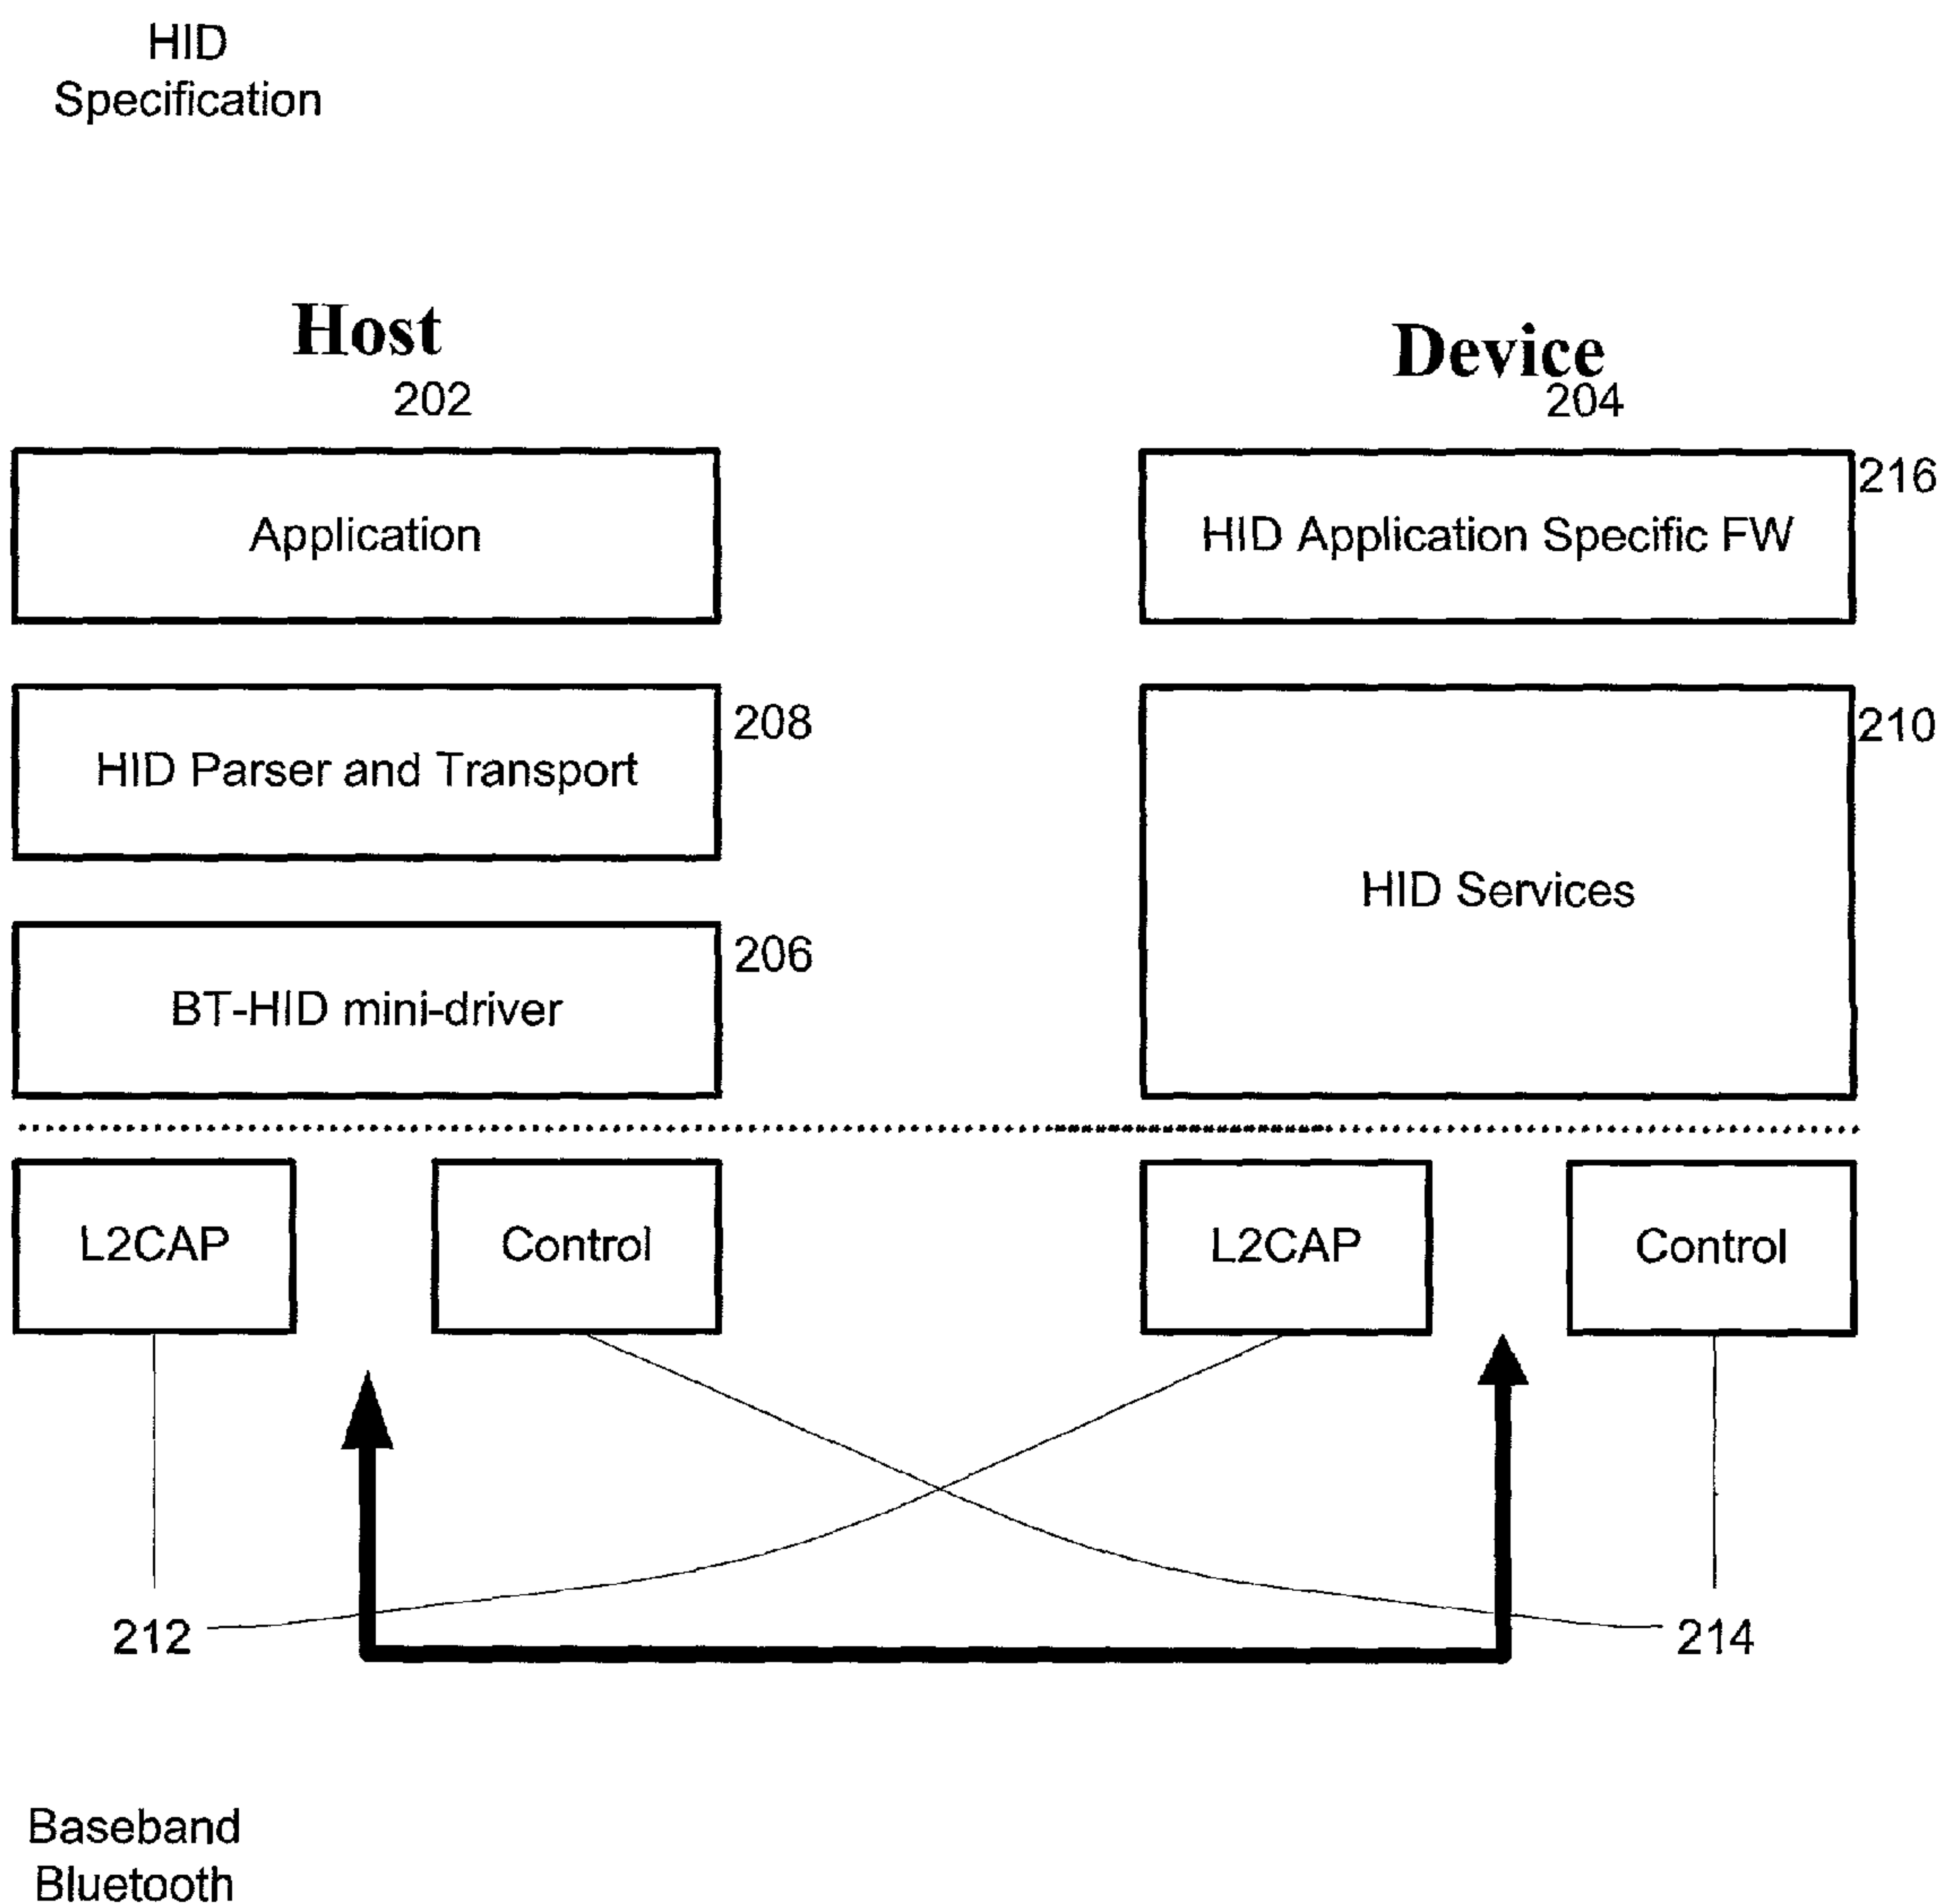 HID
Specification
Host
202
Device
204
Application
HID Application Specific FW
216
HID Parser and Transport
208
HID Services
210
BT-HID mini-driver
206
L2CAP
Control
L2CAP
Control
212
214
Baseband
Bluetooth